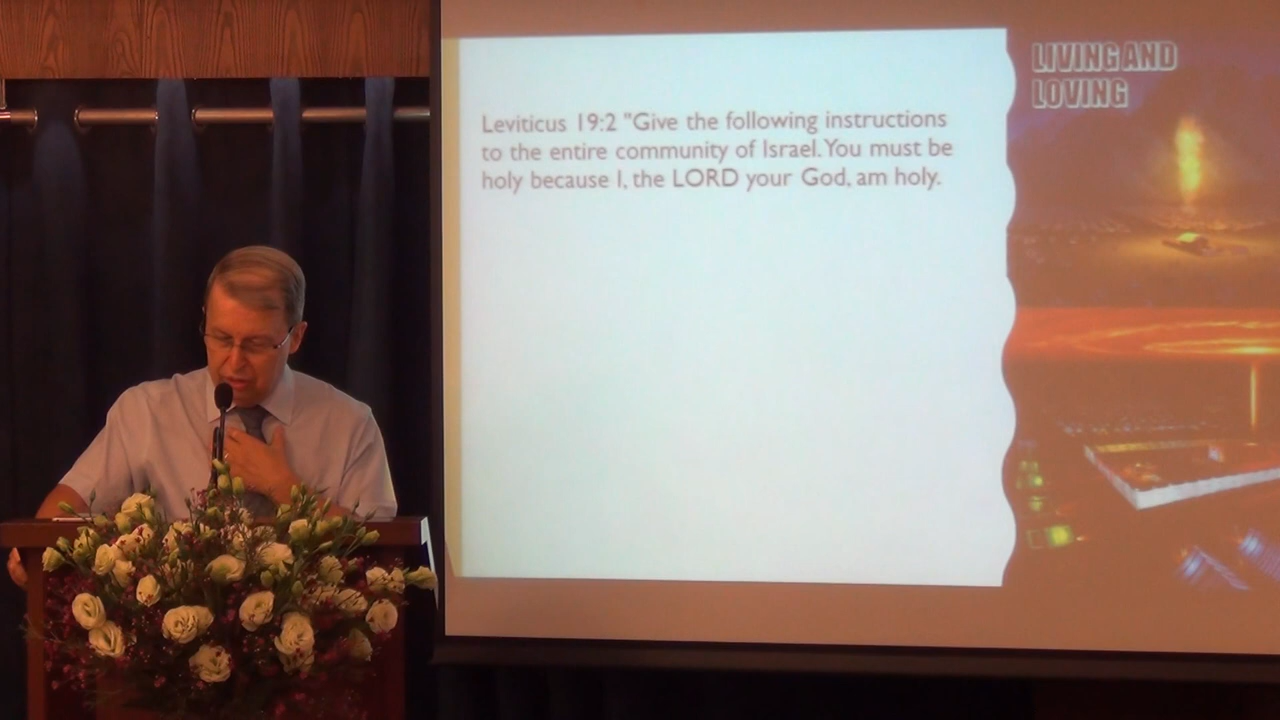 LIVING AND
LOVING
Leviticus 19:2 "Give the following instructions
to the entire community of Israel. You must be
holy because I, the LORD your God, am holy.